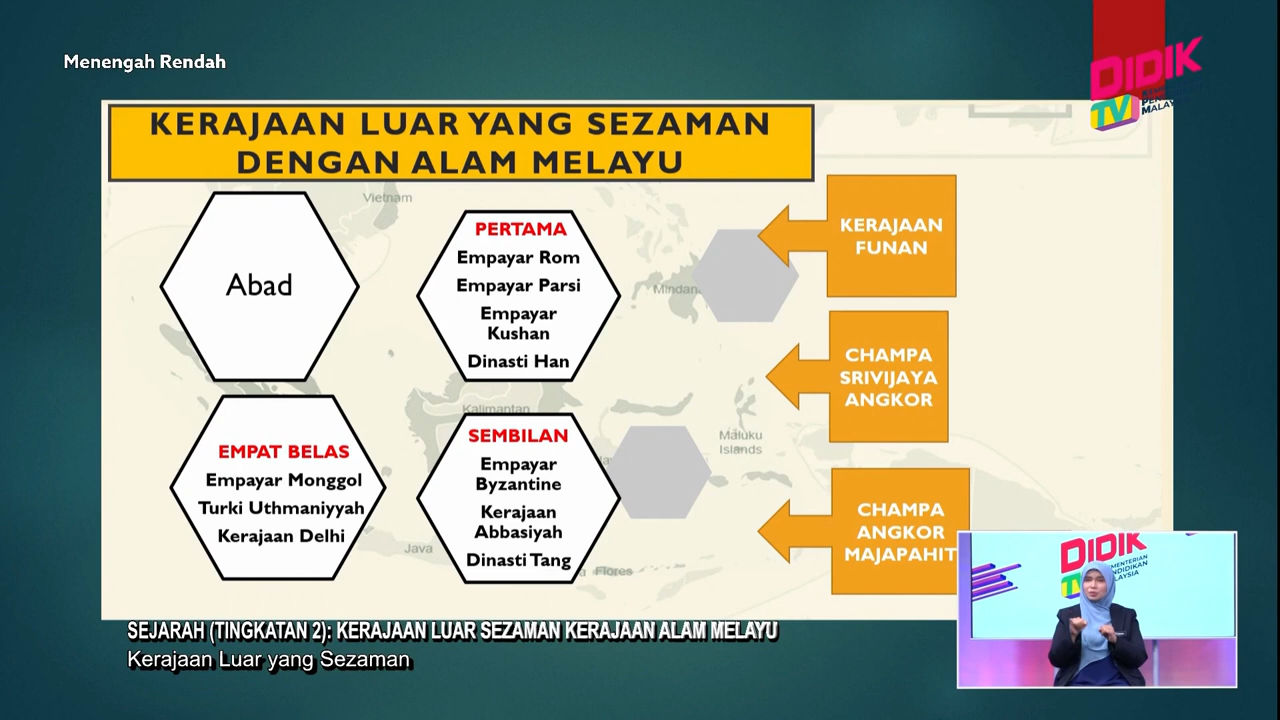 Menengah Rendah
DIDIK
TV
KERAJAAN LUAR YANG SEZAMAN
DENGAN ALAM MELAYU
Vietnam
Abad
PERTAMA
Empayar Rom
Empayar Parsi
Empayar
Kushan
Dinasti Han
KERAJAAN
FUNAN
CHAMPA
SRIVIJAYA
ANGKOR
Kalimantan
Maluku
Islands
EMPAT BELAS
Empayar Monggol
Turki Uthmaniyyah
Kerajaan Delhi
SEMBILAN
Empayar
Byzantine
Kerajaan
Abbasiyah
Dinasti Tang
CHAMPA
ANGKOR
MAJAPAHIT
Java
Flores
DIDIK
SEJARAH (TINGKATAN 2): KERAJAAN LUAR SEZAMAN KERAJAAN ALAM MELAYU
Kerajaan Luar yang Sezaman